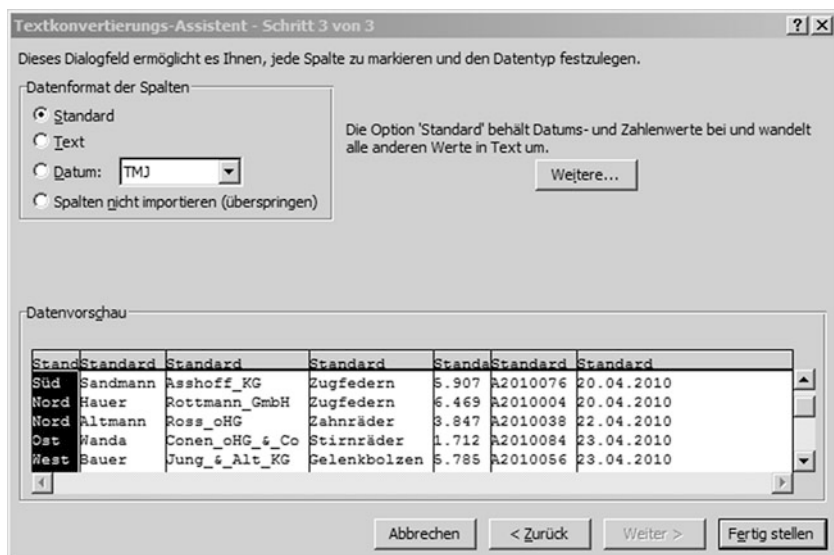 Textkonvertierungs-Assistent - Schritt 3 von 3
Dieses Dialogfeld ermöglicht es Ihnen, jede Spalte zu markieren und den Datentyp festzulegen.
Datenformat der Spalten
Standard
Text
Datum: TMJ
Spalten nicht importieren (überspringen)
Die Option 'Standard' behält Datums- und Zahlenwerte bei und wandelt
alle anderen Werte in Text um.
Weitere...
Datenvorschau
Stand Standard Standard Standard Standa Standard Standard
Süd Sandmann Asshoff_KG Zugfedern 5.907 A2010076 20.04.2010
Nord Hauer Rottmann_GmbH Zugfedern 6.469 A2010004 20.04.2010
Nord Altmann Ross_oHG Zahnräder 3.847 A2010038 22.04.2010
Ost Wanda Conen_oHG_&_Co Stirnräder 1.712 A2010084 23.04.2010
West Bauer Jung_&_Alt_KG Gelenkbolzen 5.785 A2010056 23.04.2010
Abbrechen < Zurück Weiter > Fertig stellen